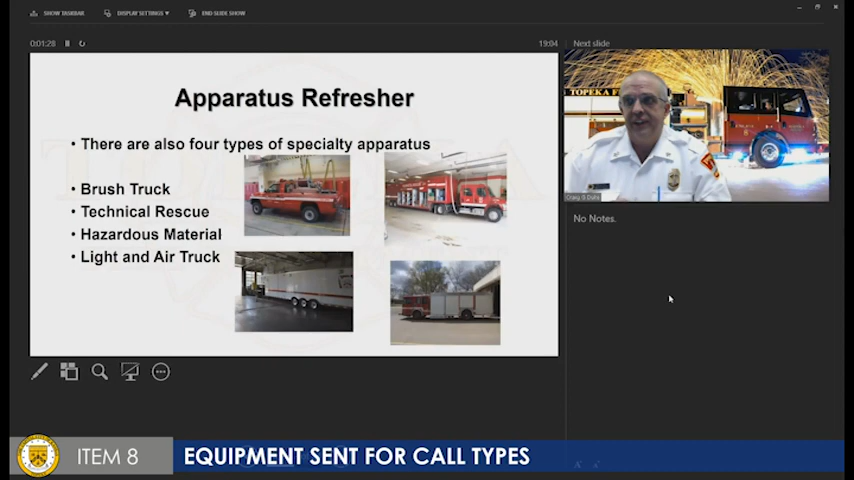 SHOW TASKBAR
DISPLAY SETTINGS ▾
END SLIDE SHOW
0:01:28
19:04
Next slide
Apparatus Refresher
• There are also four types of specialty apparatus
• Brush Truck
• Technical Rescue
• Hazardous Material
• Light and Air Truck
TOPEKA FI
No Notes.
ITEM 8
EQUIPMENT SENT FOR CALL TYPES